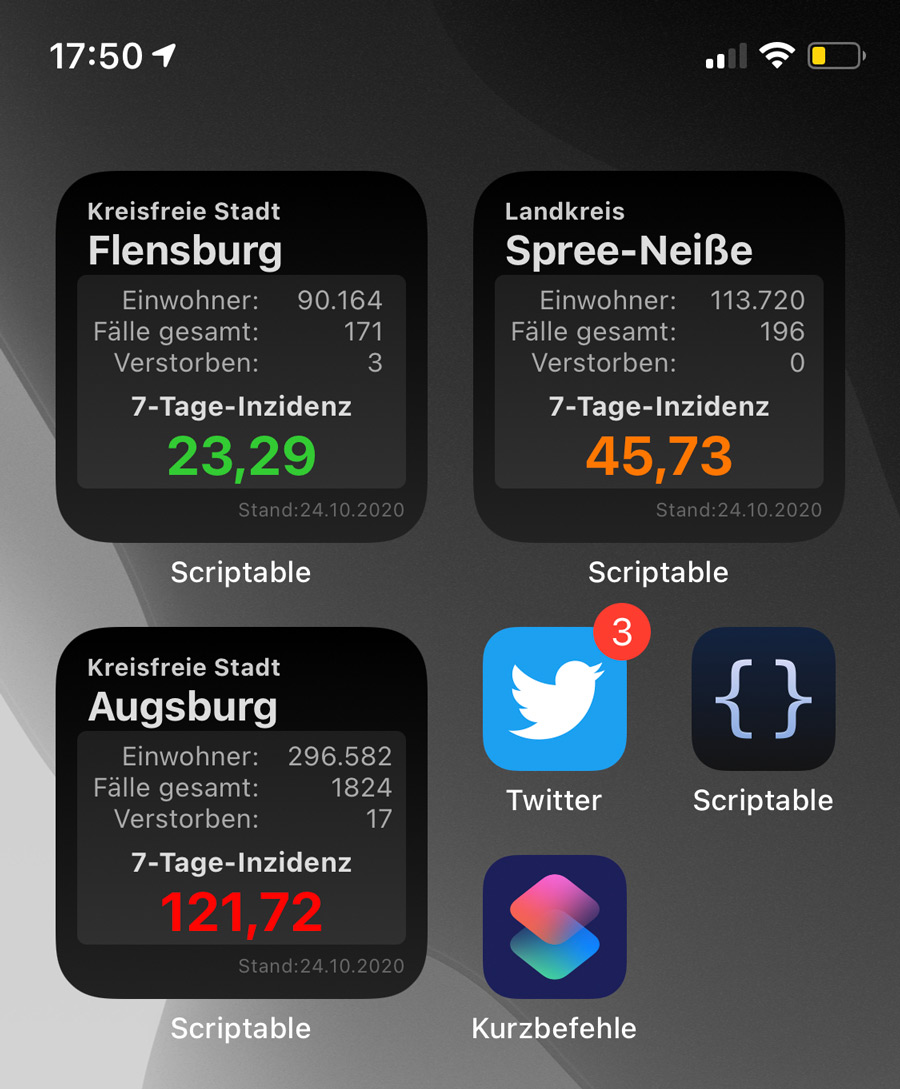 17:50
Kreisfreie Stadt
Flensburg
Einwohner: 90.164
Fälle gesamt: 171
Verstorben: 3
7-Tage-Inzidenz
23,29
Stand:24.10.2020
Scriptable
Landkreis
Spree-Neiße
Einwohner: 113.720
Fälle gesamt: 196
Verstorben: 0
7-Tage-Inzidenz
45,73
Stand:24.10.2020
Scriptable
Kreisfreie Stadt
Augsburg
Einwohner: 296.582
Fälle gesamt: 1824
Verstorben: 17
7-Tage-Inzidenz
121,72
Stand:24.10.2020
Scriptable
3
Twitter
{}
Scriptable
Kurzbefehle